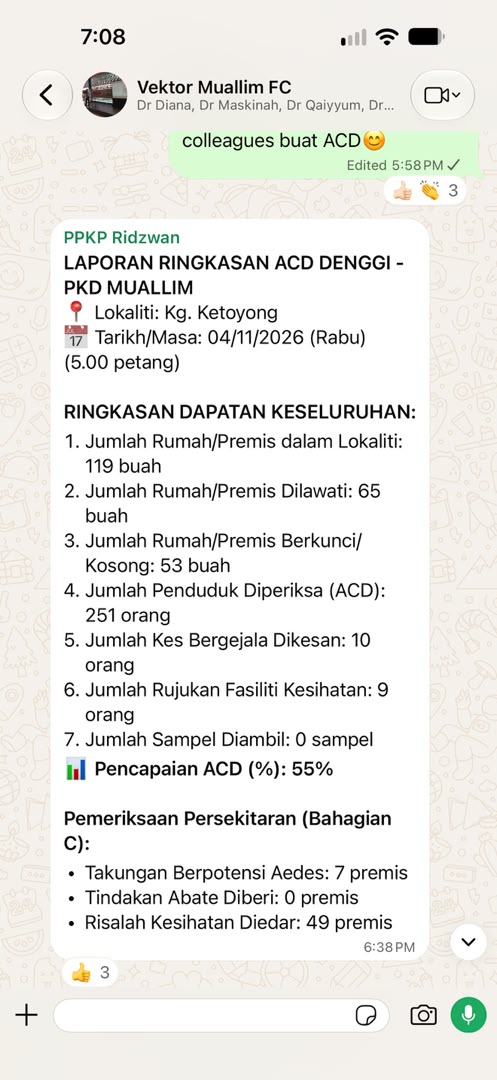 7:08
Vektor Muallim FC
Dr Diana, Dr Maskinah, Dr Qaiyyum, Dr...
colleagues buat ACD😊
Edited 5:58 PM
3
PPKP Ridzwan
LAPORAN RINGKASAN ACD DENGGI -
PKD MUALLIM
📍 Lokaliti: Kg. Ketoyong
📅 Tarikh/Masa: 04/11/2026 (Rabu)
(5.00 petang)
RINGKASAN DAPATAN KESELURUHAN:
1. Jumlah Rumah/Premis dalam Lokaliti:
119 buah
2. Jumlah Rumah/Premis Dilawati: 65
buah
3. Jumlah Rumah/Premis Berkunci/
Kosong: 53 buah
4. Jumlah Penduduk Diperiksa (ACD):
251 orang
5. Jumlah Kes Bergejala Dikesan: 10
orang
6. Jumlah Rujukan Fasiliti Kesihatan: 9
orang
7. Jumlah Sampel Diambil: 0 sampel
📊 Pencapaian ACD (%): 55%
Pemeriksaan Persekitaran (Bahagian
C):
• Takungan Berpotensi Aedes: 7 premis
• Tindakan Abate Diberi: 0 premis
• Risalah Kesihatan Diedar: 49 premis
6:38 PM
👍 3